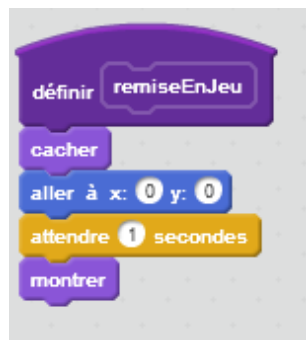 définir remiseEnJeu
cacher
aller à x: 0 y: 0
attendre 1 secondes
montrer